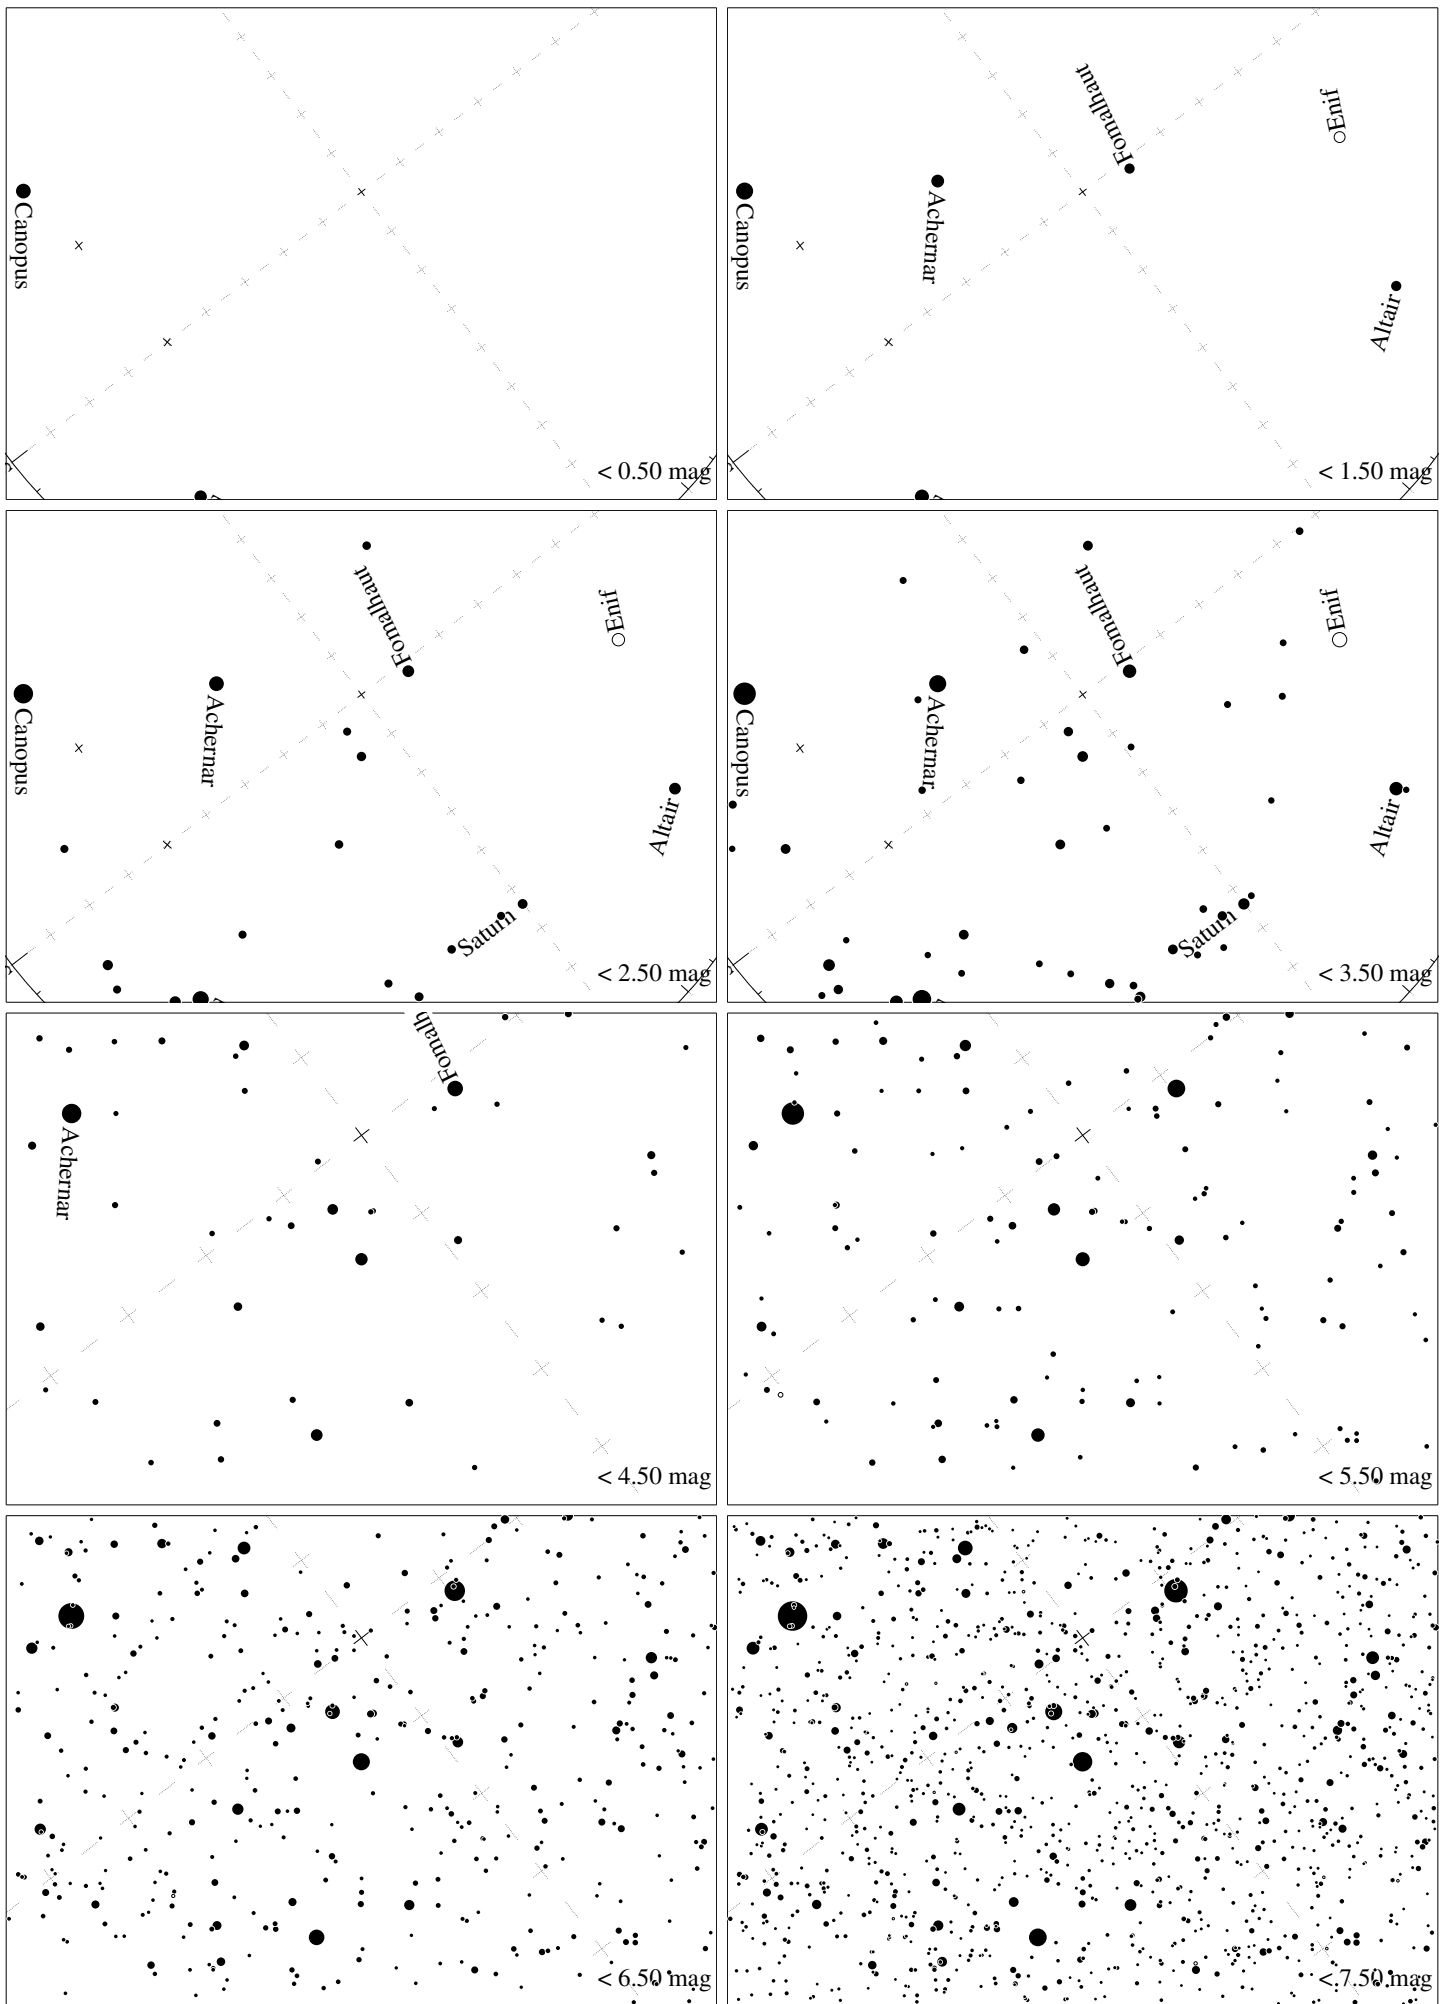 Canopus
< 0.50 mag
Fomalhaut
Enif
Canopus
Achernar
Altair
< 1.50 mag
Fomalhaut
Enif
Canopus
Achernar
Altair
Saturn
< 2.50 mag
Fomalhaut
Enif
Canopus
Achernar
Altair
Saturn
< 3.50 mag
Fomalh
Achernar
< 4.50 mag
< 5.50 mag
< 6.50 mag
< 7.50 mag